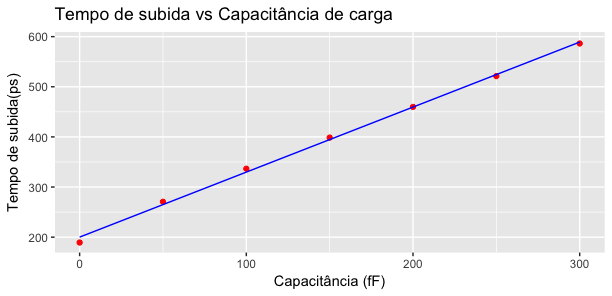 Tempo de subida vs Capacitância de carga
600
500
400
300
200
Tempo de subida(ps)
0 100 200 300
Capacitância (fF)